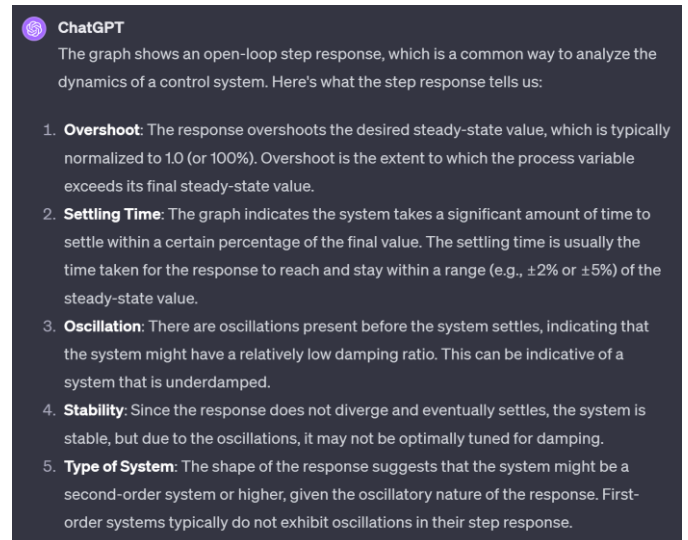 ChatGPT
The graph shows an open-loop step response, which is a common way to analyze the
dynamics of a control system. Here's what the step response tells us:
1. Overshoot: The response overshoots the desired steady-state value, which is typically
normalized to 1.0 (or 100%). Overshoot is the extent to which the process variable
exceeds its final steady-state value.
2. Settling Time: The graph indicates the system takes a significant amount of time to
settle within a certain percentage of the final value. The settling time is usually the
time taken for the response to reach and stay within a range (e.g., ±2% or ±5%) of the
steady-state value.
3. Oscillation: There are oscillations present before the system settles, indicating that
the system might have a relatively low damping ratio. This can be indicative of a
system that is underdamped.
4. Stability: Since the response does not diverge and eventually settles, the system is
stable, but due to the oscillations, it may not be optimally tuned for damping.
5. Type of System: The shape of the response suggests that the system might be a
second-order system or higher, given the oscillatory nature of the response. First-
order systems typically do not exhibit oscillations in their step response.